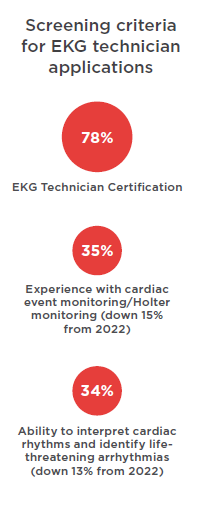 Screening criteria
for EKG technician
applications
78%
EKG Technician Certification
35%
Experience with cardiac
event monitoring/Holter
monitoring (down 15%
from 2022)
34%
Ability to interpret cardiac
rhythms and identify life-
threatening arrhythmias
(down 13% from 2022)